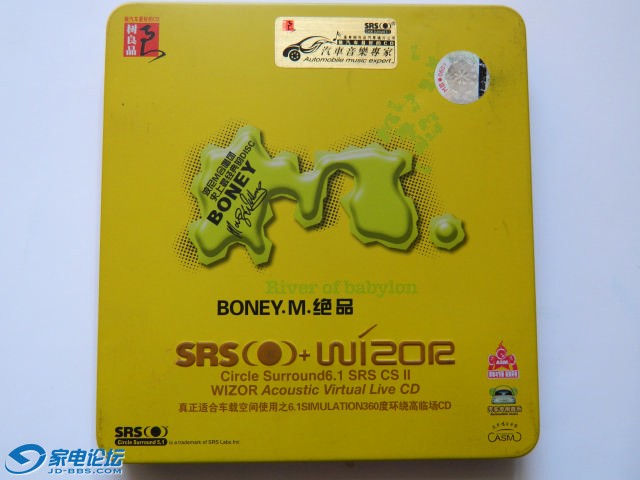 树良品
SRS
汽車音樂專家
Automobile music expert
BONEY
River of babylon
BONEY.M.绝品
SRS + WIZOR
Circle Surround6.1 SRS CS II
WIZOR Acoustic Virtual Live CD
真正适合车载空间使用之6.1SIMULATION360度环绕高临场CD
SRS
Circle Surround 5.1
is a trademark of SRS Labs.Inc
ASM
家电论坛
JD-BBS.COM